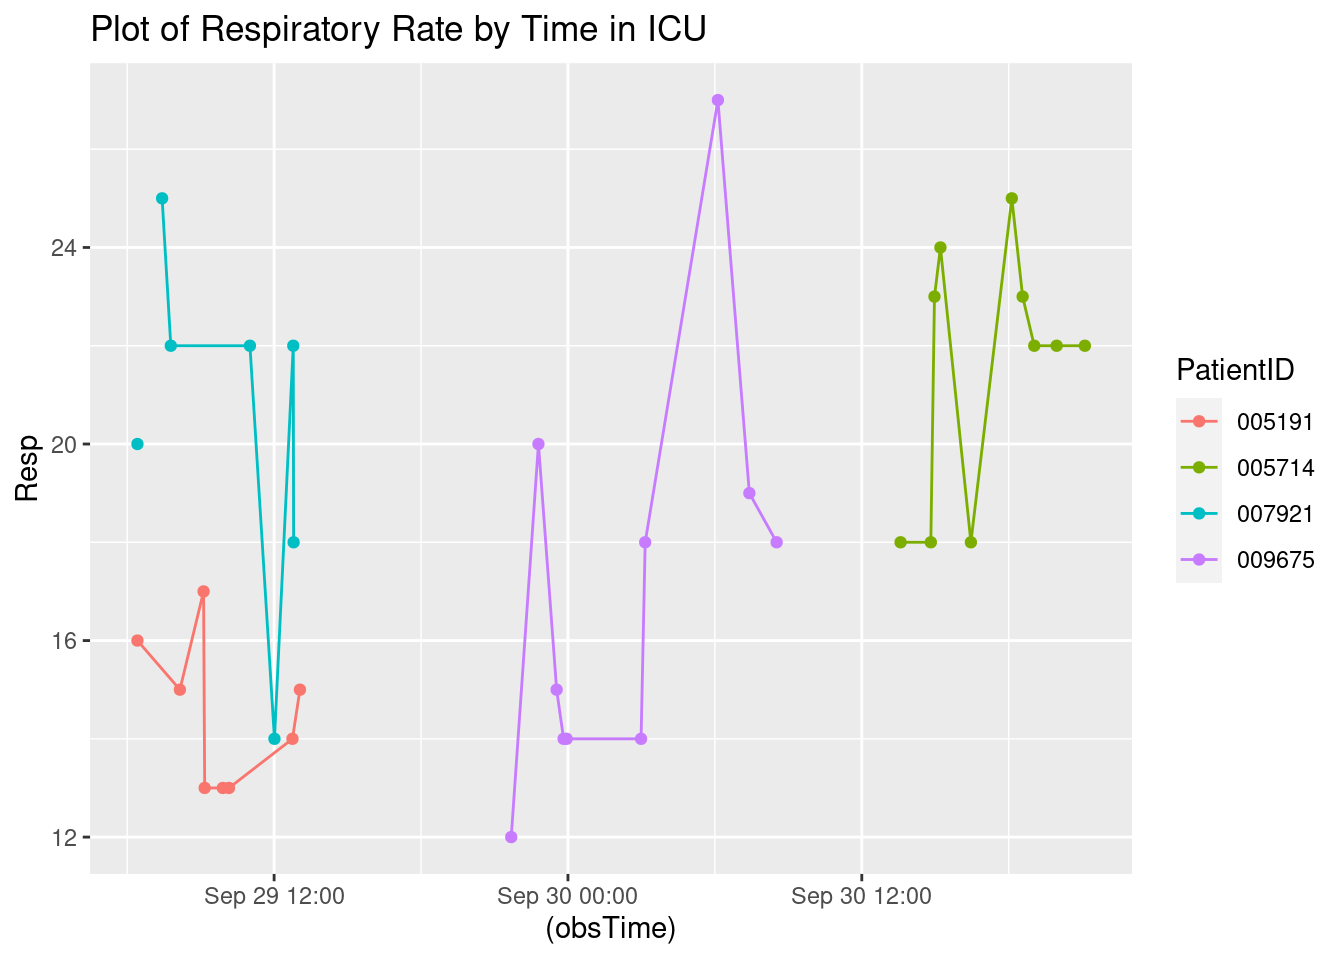 Plot of Respiratory Rate by Time in ICU
Resp
24
20
16
12
Sep 29 12:00
Sep 30 00:00
Sep 30 12:00
(obsTime)
PatientID
005191
005714
007921
009675